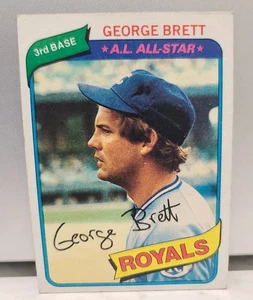 GEORGE BRETT
3rd BASE
★A.L. ALL-STAR★
George Brett
ROYALS